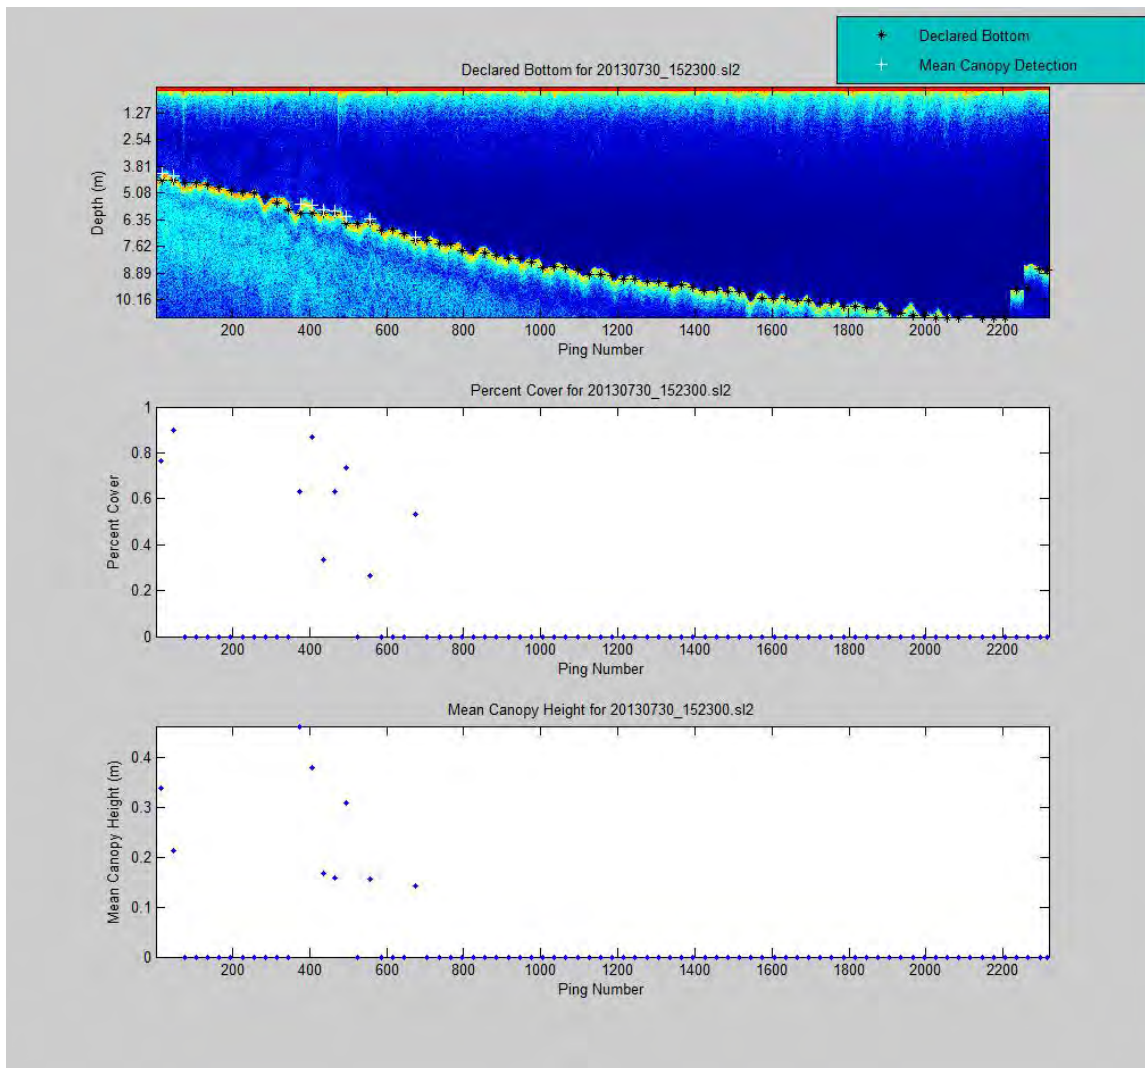 Declared Bottom
Mean Canopy Detection
Declared Bottom for 20130730_152300.sl2
Depth (m)
1.27
2.54
3.81
5.08
6.35
7.62
8.89
10.16
200 400 600 800 1000 1200 1400 1600 1800 2000 2200
Ping Number
Percent Cover for 20130730_152300.sl2
Percent Cover
1
0.8
0.6
0.4
0.2
0
200 400 600 800 1000 1200 1400 1600 1800 2000 2200
Ping Number
Mean Canopy Height for 20130730_152300.sl2
Mean Canopy Height (m)
0.4
0.3
0.2
0.1
0
200 400 600 800 1000 1200 1400 1600 1800 2000 2200
Ping Number